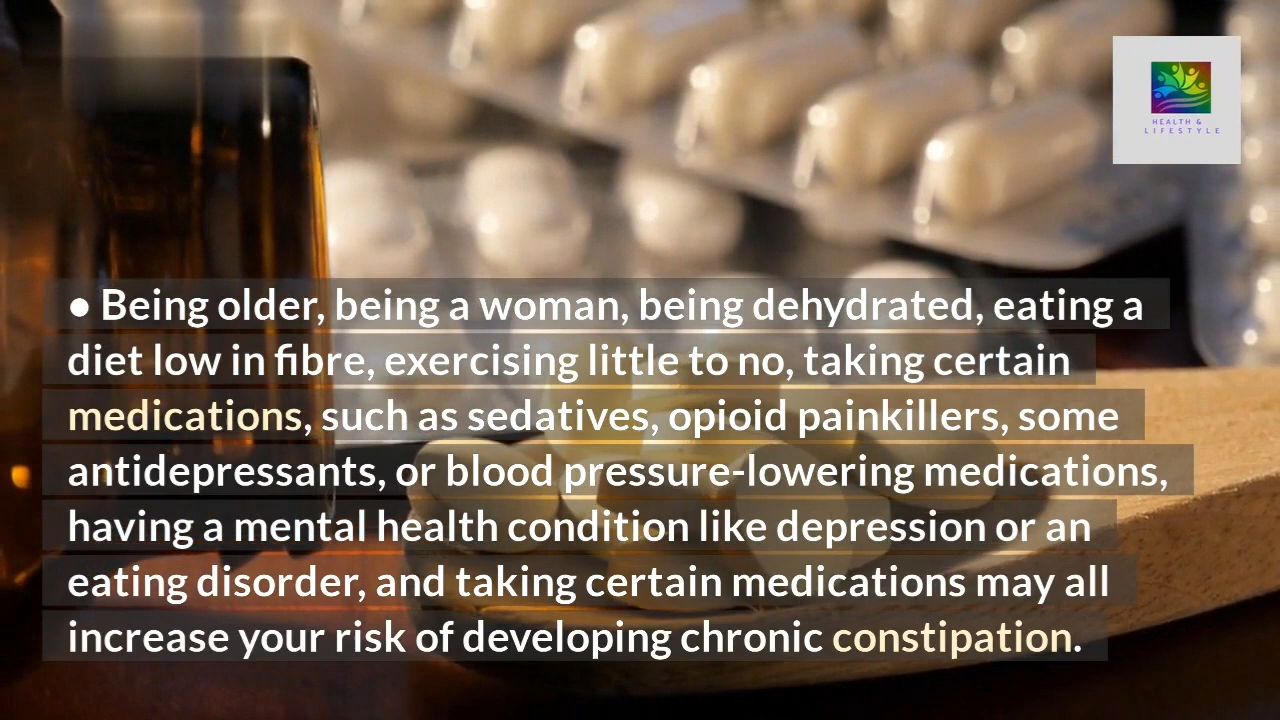 HEALTH &
LIFESTYLE
● Being older, being a woman, being dehydrated, eating a
diet low in fibre, exercising little to no, taking certain
medications, such as sedatives, opioid painkillers, some
antidepressants, or blood pressure-lowering medications,
having a mental health condition like depression or an
eating disorder, and taking certain medications may all
increase your risk of developing chronic constipation.